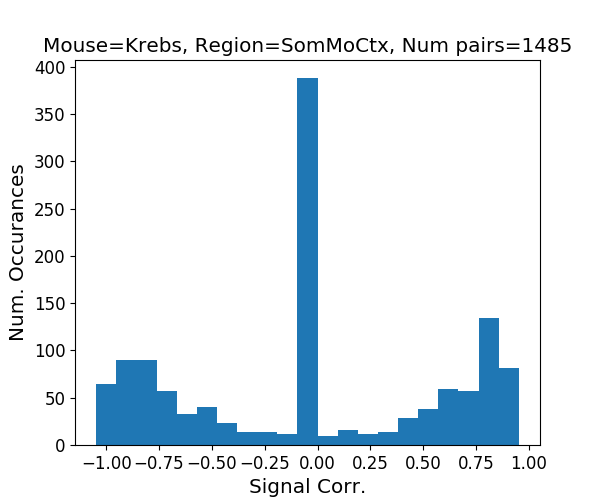 Mouse=Krebs, Region=SomMoCtx, Num pairs=1485
400
350
300
250
200
150
100
50
0
Num. Occurances
−1.00 −0.75 −0.50 −0.25 0.00 0.25 0.50 0.75 1.00
Signal Corr.